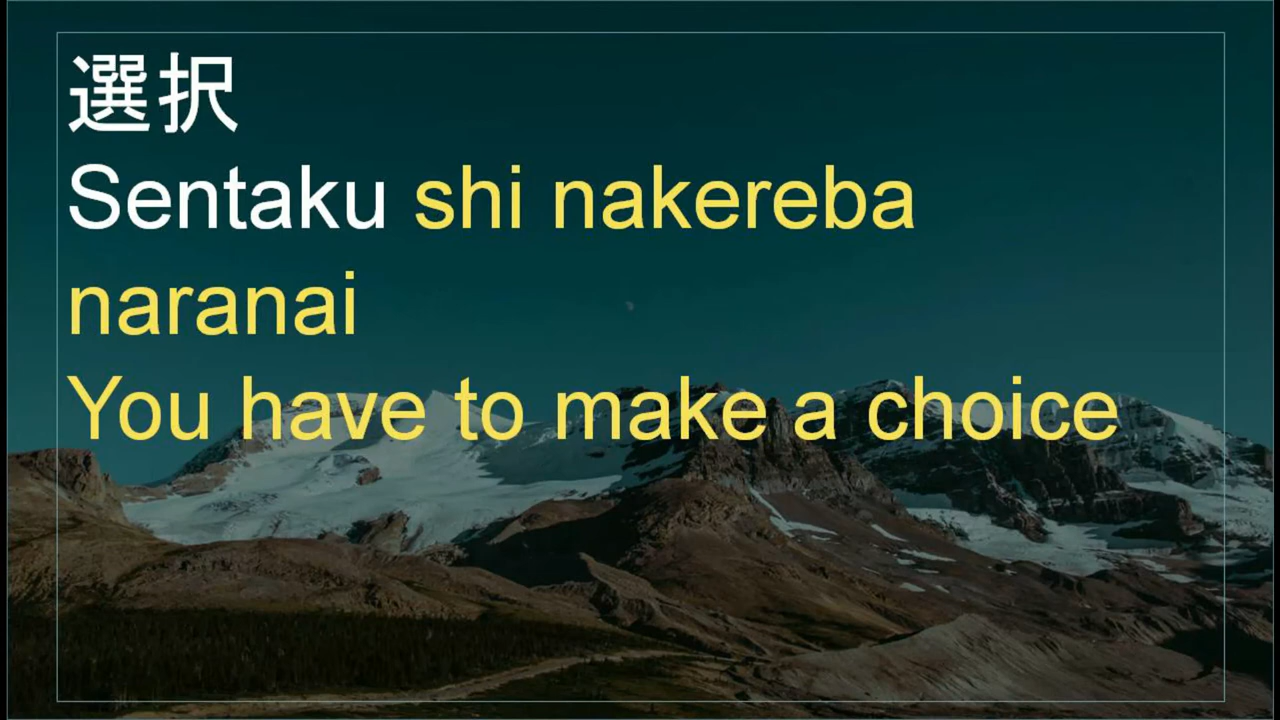 選択
Sentaku shi nakereba
naranai
You have to make a choice